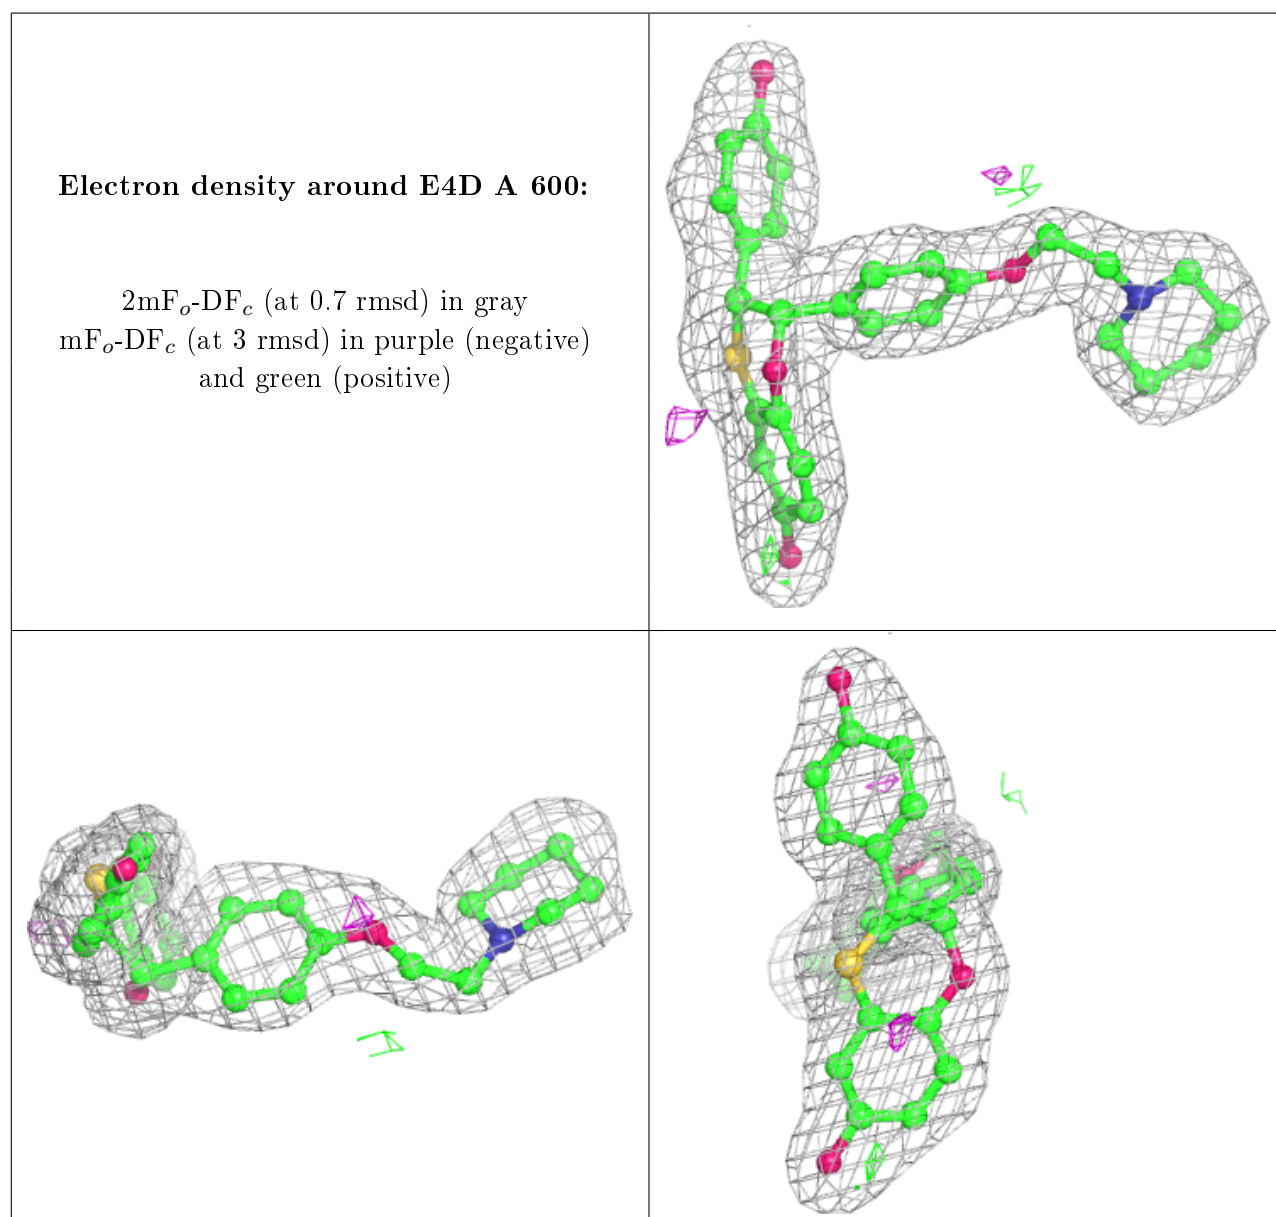 Electron density around E4D A 600:
2mFo-DFc (at 0.7 rmsd) in gray
mFo-DFc (at 3 rmsd) in purple (negative)
and green (positive)